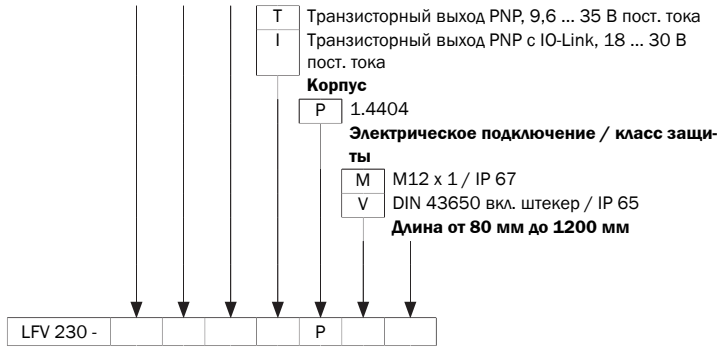 T Транзисторный выход PNP, 9,6 ... 35 В пост. тока
I Транзисторный выход PNP с IO-Link, 18 ... 30 В
пост. тока
Корпус
P 1.4404
Электрическое подключение / класс защи-
ты
M M12 x 1 / IP 67
V DIN 43650 вкл. штекер / IP 65
Длина от 80 мм до 1200 мм
LFV 230 - P